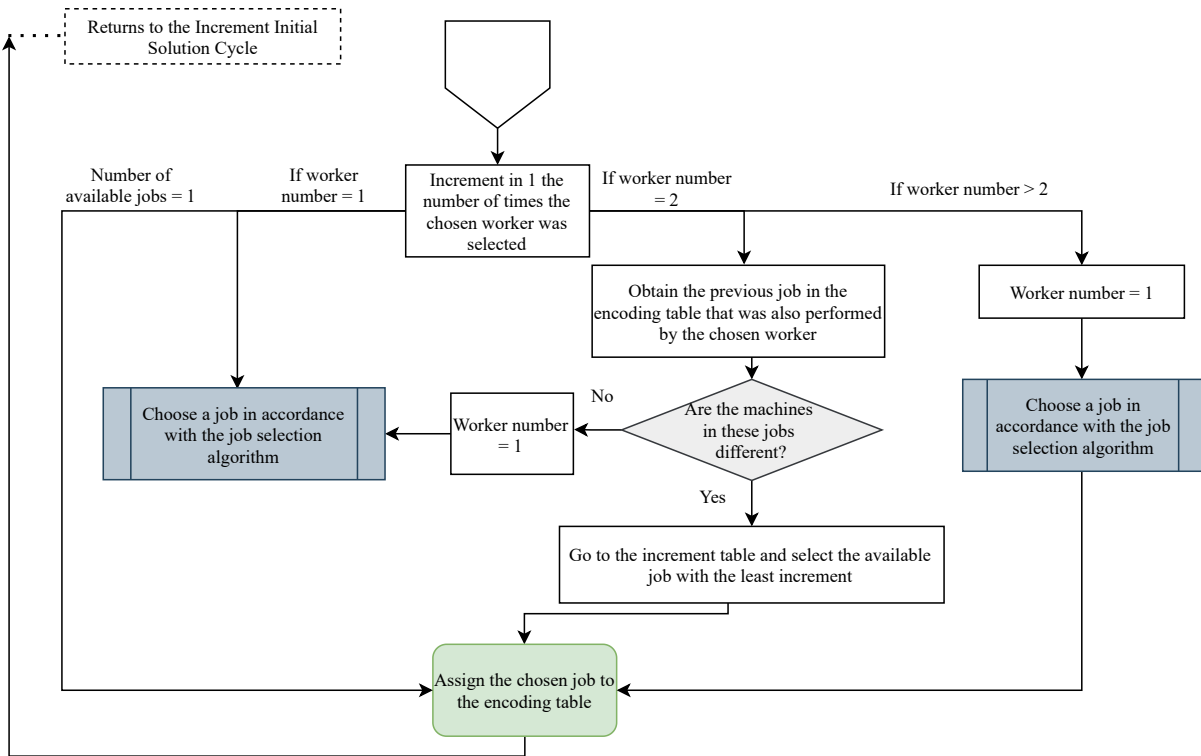 Returns to the Increment Initial
Solution Cycle
Number of
available jobs = 1
If worker
number = 1
Increment in 1 the
number of times the
chosen worker was
selected
If worker number
= 2
If worker number > 2
Obtain the previous job in the
encoding table that was also performed
by the chosen worker
Worker number = 1
Choose a job in accordance
with the job selection
algorithm
Worker number
= 1
No
Are the machines
in these jobs
different?
Choose a job in
accordance with the job
selection algorithm
Yes
Go to the increment table and select the available
job with the least increment
Assign the chosen job to
the encoding table